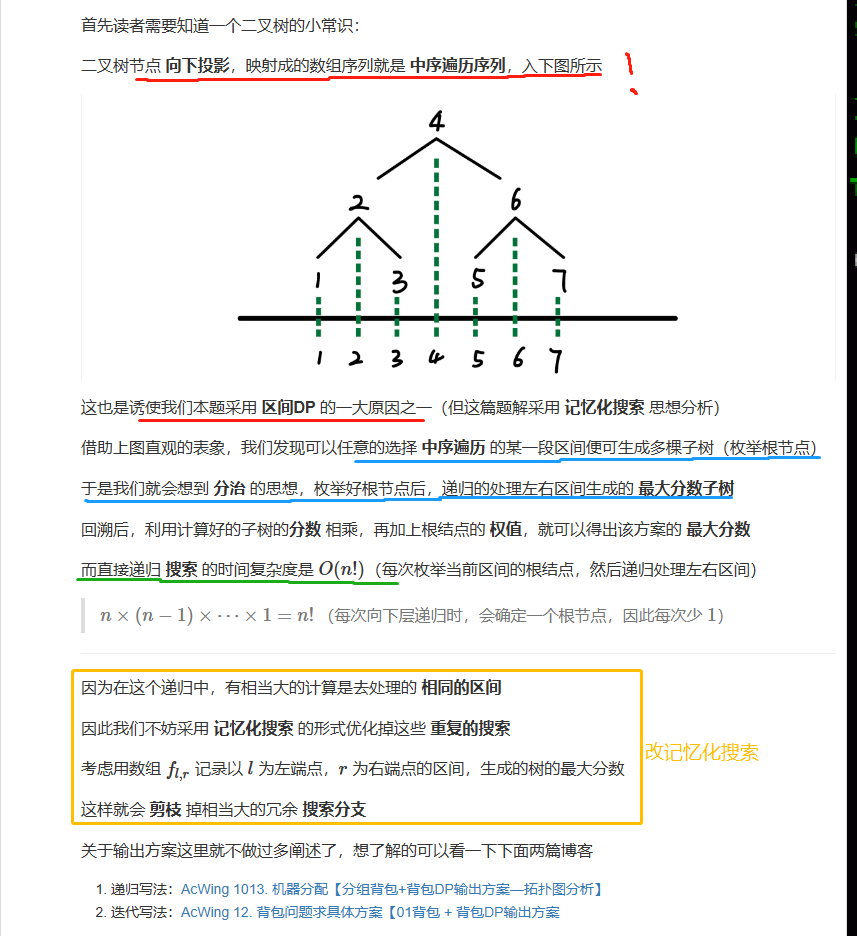 首先读者需要知道一个二叉树的小常识：
二叉树节点 向下投影，映射成的数组序列就是 中序遍历序列，入下图所示
!
4
2 6
1 3 5 7
1 2 3 4 5 6 7
这也是诱使我们本题采用 区间DP 的一大原因之一（但这篇题解采用 记忆化搜索 思想分析）
借助上图直观的表象，我们发现可以任意的选择 中序遍历 的某一段区间便可生成多棵子树（枚举根节点）
于是我们就会想到 分治 的思想，枚举好根节点后，递归的处理左右区间生成的 最大分数子树
回溯后，利用计算好的子树的分数 相乘，再加上根结点的 权值，就可以得出该方案的 最大分数
而直接递归 搜索 的时间复杂度是 O(n!)（每次枚举当前区间的根结点，然后递归处理左右区间）
n × (n − 1) × ⋯ × 1 = n! （每次向下层递归时，会确定一个根节点，因此每次少 1）
因为在这个递归中，有相当大的计算是去处理的 相同的区间
因此我们不妨采用 记忆化搜索 的形式优化掉这些 重复的搜索
改记忆化搜索
考虑用数组 f_{l,r} 记录以 l 为左端点，r 为右端点的区间，生成的树的最大分数
这样就会 剪枝 掉相当大的冗余 搜索分支
关于输出方案这里就不做过多阐述了，想了解的可以看一下下面两篇博客
1. 递归写法：AcWing 1013. 机器分配【分组背包+背包DP输出方案—拓扑图分析】
2. 迭代写法：AcWing 12. 背包问题求具体方案【01背包 + 背包DP输出方案